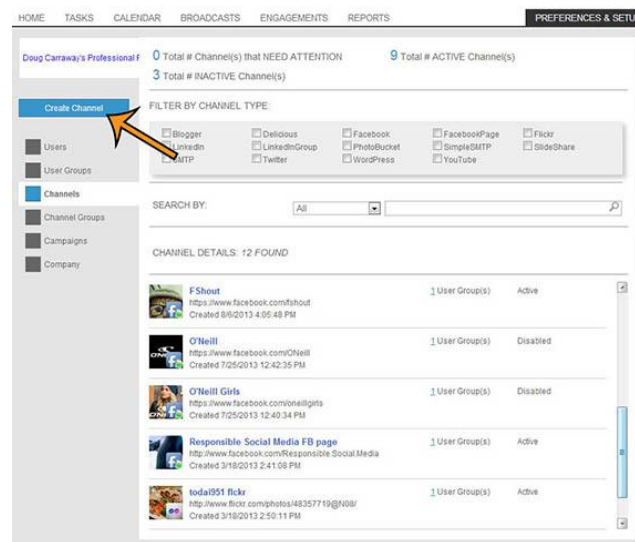 HOME TASKS CALENDAR BROADCASTS ENGAGEMENTS REPORTS PREFERENCES & SETU
Doug Carraway's Professional F
0 Total # Channel(s) that NEED ATTENTION 9 Total # ACTIVE Channel(s)
3 Total # INACTIVE Channel(s)
Create Channel
Users
User Groups
Channels
Channel Groups
Campaigns
Company
FILTER BY CHANNEL TYPE:
Blogger Delicious Facebook FacebookPage Flickr
LinkedIn LinkedInGroup PhotoBucket SimpleSMTP SlideShare
SMTP Twitter WordPress YouTube
SEARCH BY: All
CHANNEL DETAILS: 12 FOUND
FShout
https://www.facebook.com/fshout
Created 8/6/2013 4:05:48 PM
1 User Group(s) Active
O'Neill
https://www.facebook.com/ONeill
Created 7/25/2013 12:42:35 PM
1 User Group(s) Disabled
O'Neill Girls
https://www.facebook.com/oneillgirls
Created 7/25/2013 12:40:34 PM
1 User Group(s) Disabled
Responsible Social Media FB page
http://www.facebook.com/Responsible.Social.Media
Created 3/18/2013 2:41:08 PM
1 User Group(s) Active
todai951 flckr
http://www.flickr.com/photos/48357719@N08/
Created 3/18/2013 2:50:11 PM
1 User Group(s) Active